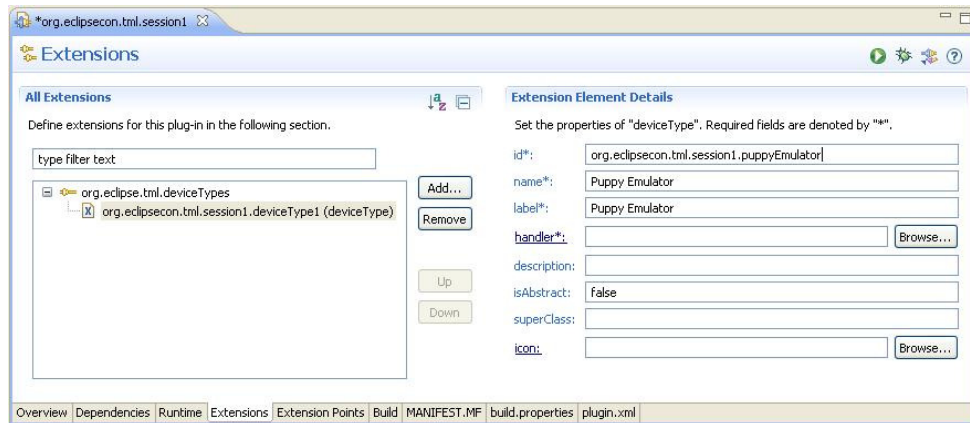 *org.eclipsecon.tml.session1
Extensions
All Extensions
Define extensions for this plug-in in the following section.
type filter text
org.eclipse.tml.deviceTypes
org.eclipsecon.tml.session1.deviceType1 (deviceType)
Add...
Remove
Up
Down
Extension Element Details
Set the properties of "deviceType". Required fields are denoted by "*".
id*: org.eclipsecon.tml.session1.puppyEmulator
name*: Puppy Emulator
label*: Puppy Emulator
handler*: Browse...
description:
isAbstract: false
superClass:
icon: Browse...
Overview Dependencies Runtime Extensions Extension Points Build MANIFEST.MF build.properties plugin.xml